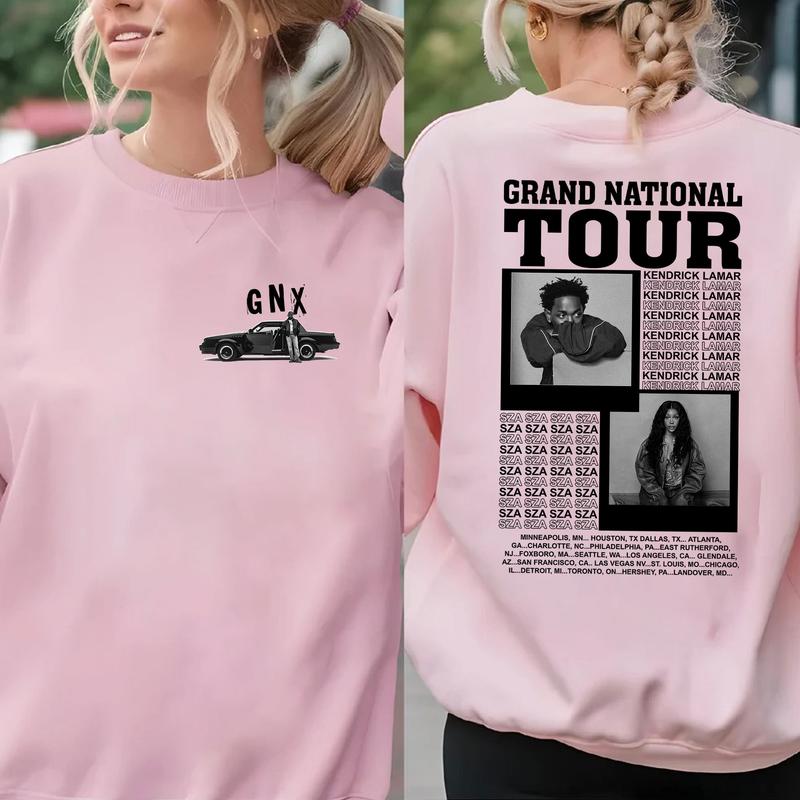 GNX
GRAND NATIONAL
TOUR
KENDRICK LAMAR
KENDRICK LAMAR
KENDRICK LAMAR
KENDRICK LAMAR
KENDRICK LAMAR
KENDRICK LAMAR
KENDRICK LAMAR
KENDRICK LAMAR
KENDRICK LAMAR
KENDRICK LAMAR
KENDRICK LAMAR
KENDRICK LAMAR
SZA SZA SZA SZA
SZA SZA SZA SZA
SZA SZA SZA SZA
SZA SZA SZA SZA
SZA SZA SZA SZA
SZA SZA SZA SZA
SZA SZA SZA SZA
SZA SZA SZA SZA
SZA SZA SZA SZA
SZA SZA SZA SZA
SZA SZA SZA SZA
MINNEAPOLIS, MN... HOUSTON, TX DALLAS, TX... ATLANTA,
GA...CHARLOTTE, NC...PHILADELPHIA, PA...EAST RUTHERFORD,
NJ...FOXBORO, MA...SEATTLE, WA...LOS ANGELES, CA... GLENDALE,
AZ...SAN FRANCISCO, CA.. LAS VEGAS NV...ST. LOUIS, MO...CHICAGO,
IL...DETROIT, MI...TORONTO, ON...HERSHEY, PA...LANDOVER, MD...